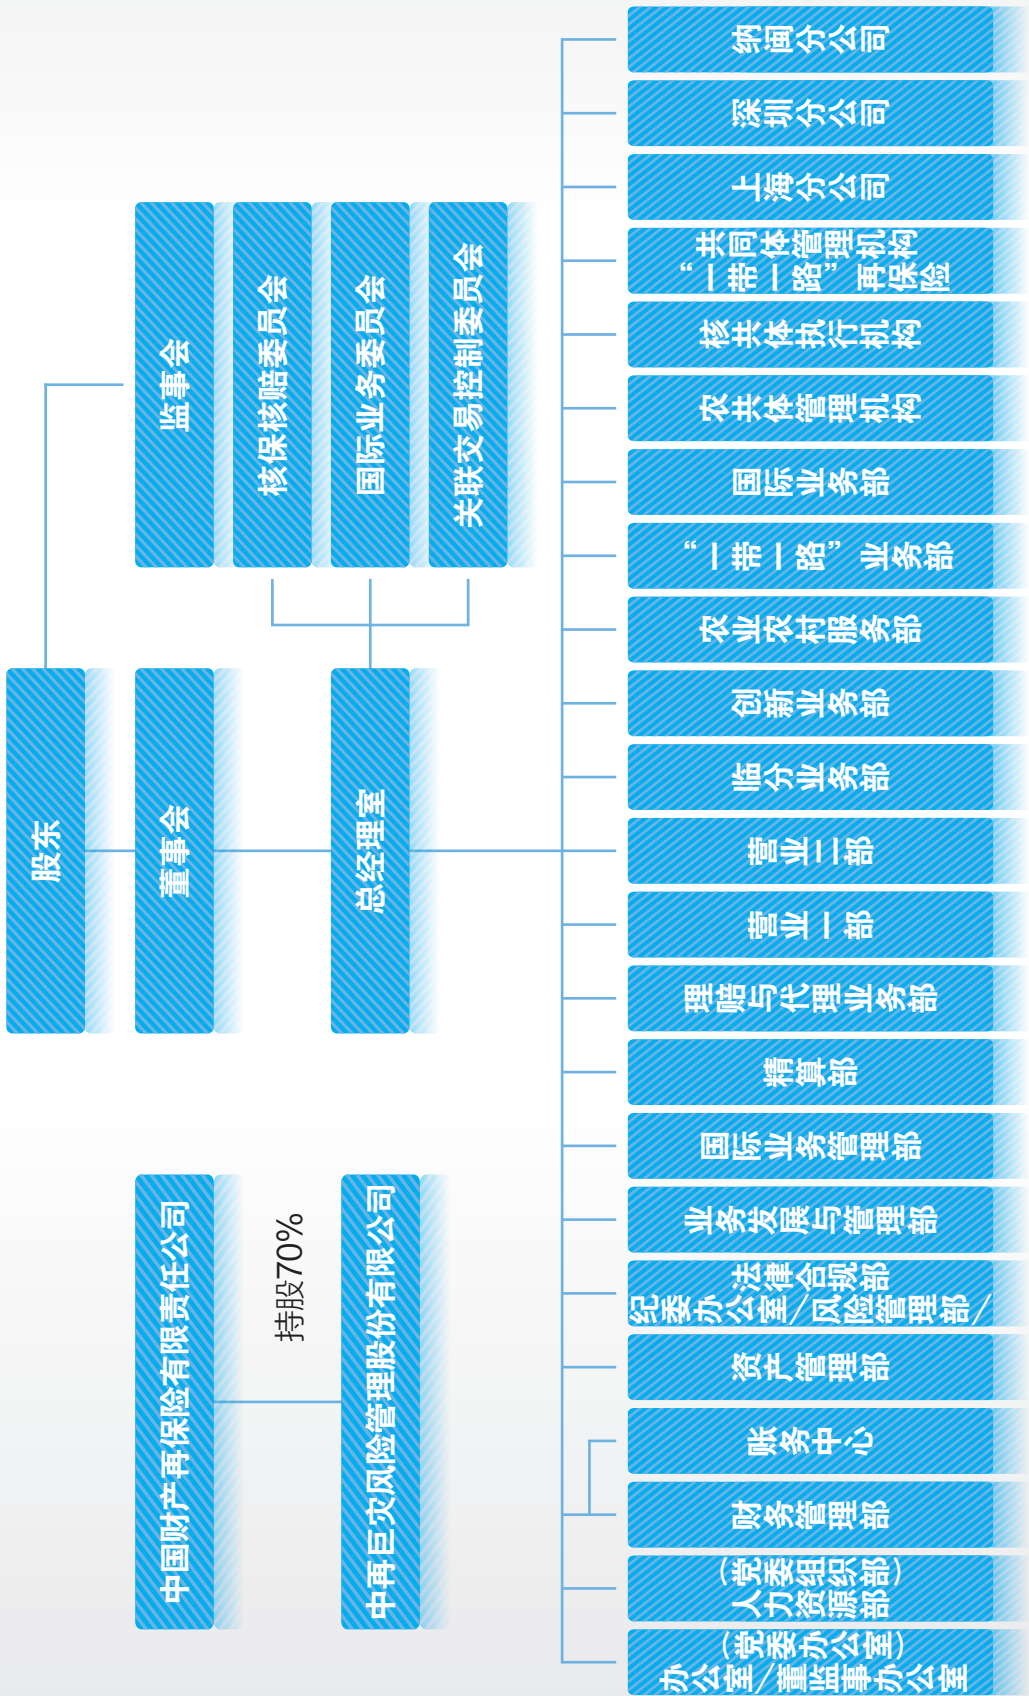 股东
中国财产再保险有限责任公司
董事会
监事会
核保核赔委员会
持股70%
中再巨灾风险管理股份有限公司
总经理室
国际业务委员会
关联交易控制委员会
办公室/董监事办公室
(党委办公室)
人力资源部
(党委组织部)
财务管理部
账务中心
资产管理部
纪委办公室/风险管理部/
法律合规部
业务发展与管理部
国际业务管理部
精算部
理赔与代理业务部
营业一部
营业二部
临分业务部
创新业务部
农业农村服务部
“一带一路”业务部
国际业务部
农共体管理机构
核共体执行机构
“一带一路”再保险
共同体管理机构
上海分公司
深圳分公司
纳闽分公司